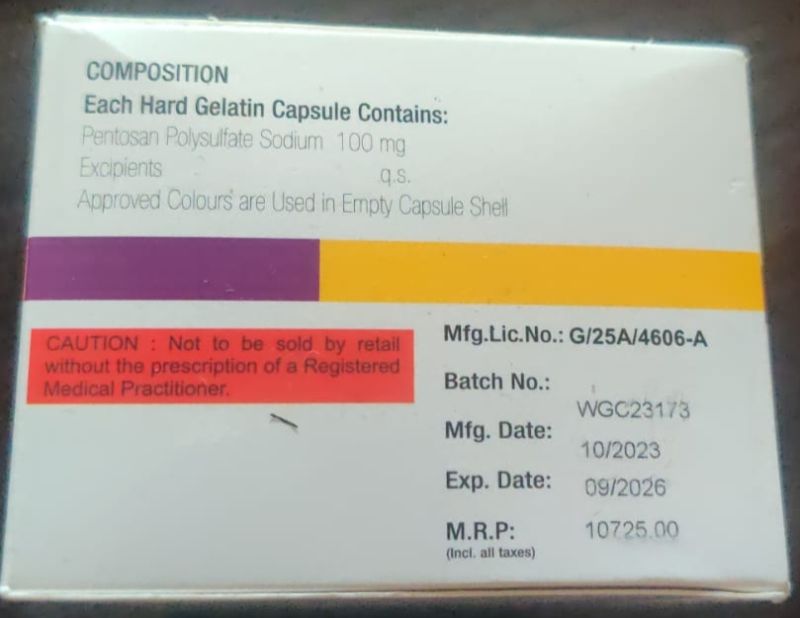 COMPOSITION
Each Hard Gelatin Capsule Contains:
Pentosan Polysulfate Sodium 100 mg
Excipients q.s.
Approved Colours are Used in Empty Capsule Shell
CAUTION : Not to be sold by retail
without the prescription of a Registered
Medical Practitioner.
Mfg.Lic.No.: G/25A/4606-A
Batch No.: WGC23173
Mfg. Date: 10/2023
Exp. Date: 09/2026
M.R.P: 10725.00
(Incl. all taxes)